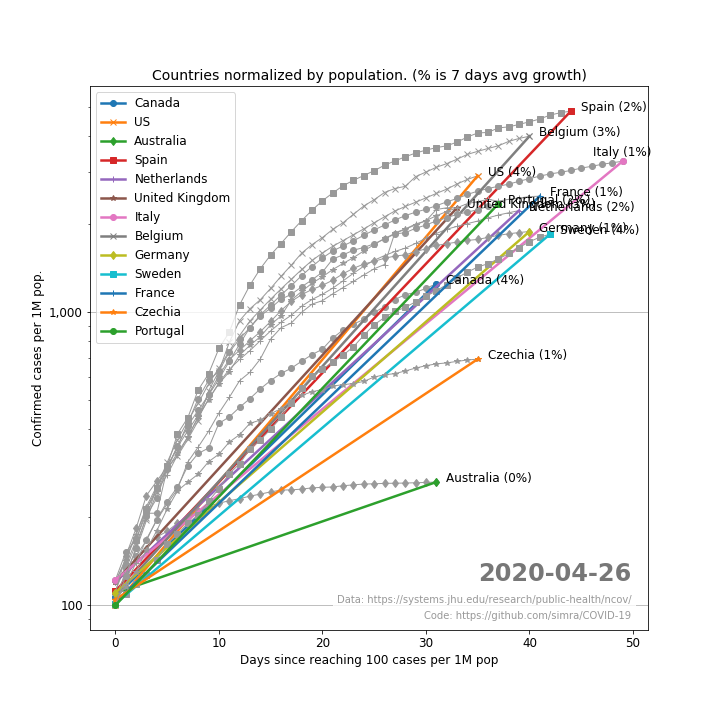 Countries normalized by population. (% is 7 days avg growth)
Canada
US
Australia
Spain
Netherlands
United Kingdom
Italy
Belgium
Germany
Sweden
France
Czechia
Portugal
Spain (2%)
Belgium (3%)
Italy (1%)
US (4%)
France (1%)
Portugal
United Kingdom
Netherlands (2%)
Germany (1%)
Sweden (4%)
Canada (4%)
Czechia (1%)
Australia (0%)
1,000
100
Confirmed cases per 1M pop.
2020-04-26
Data: https://systems.jhu.edu/research/public-health/ncov/
Code: https://github.com/simra/COVID-19
0 10 20 30 40 50
Days since reaching 100 cases per 1M pop